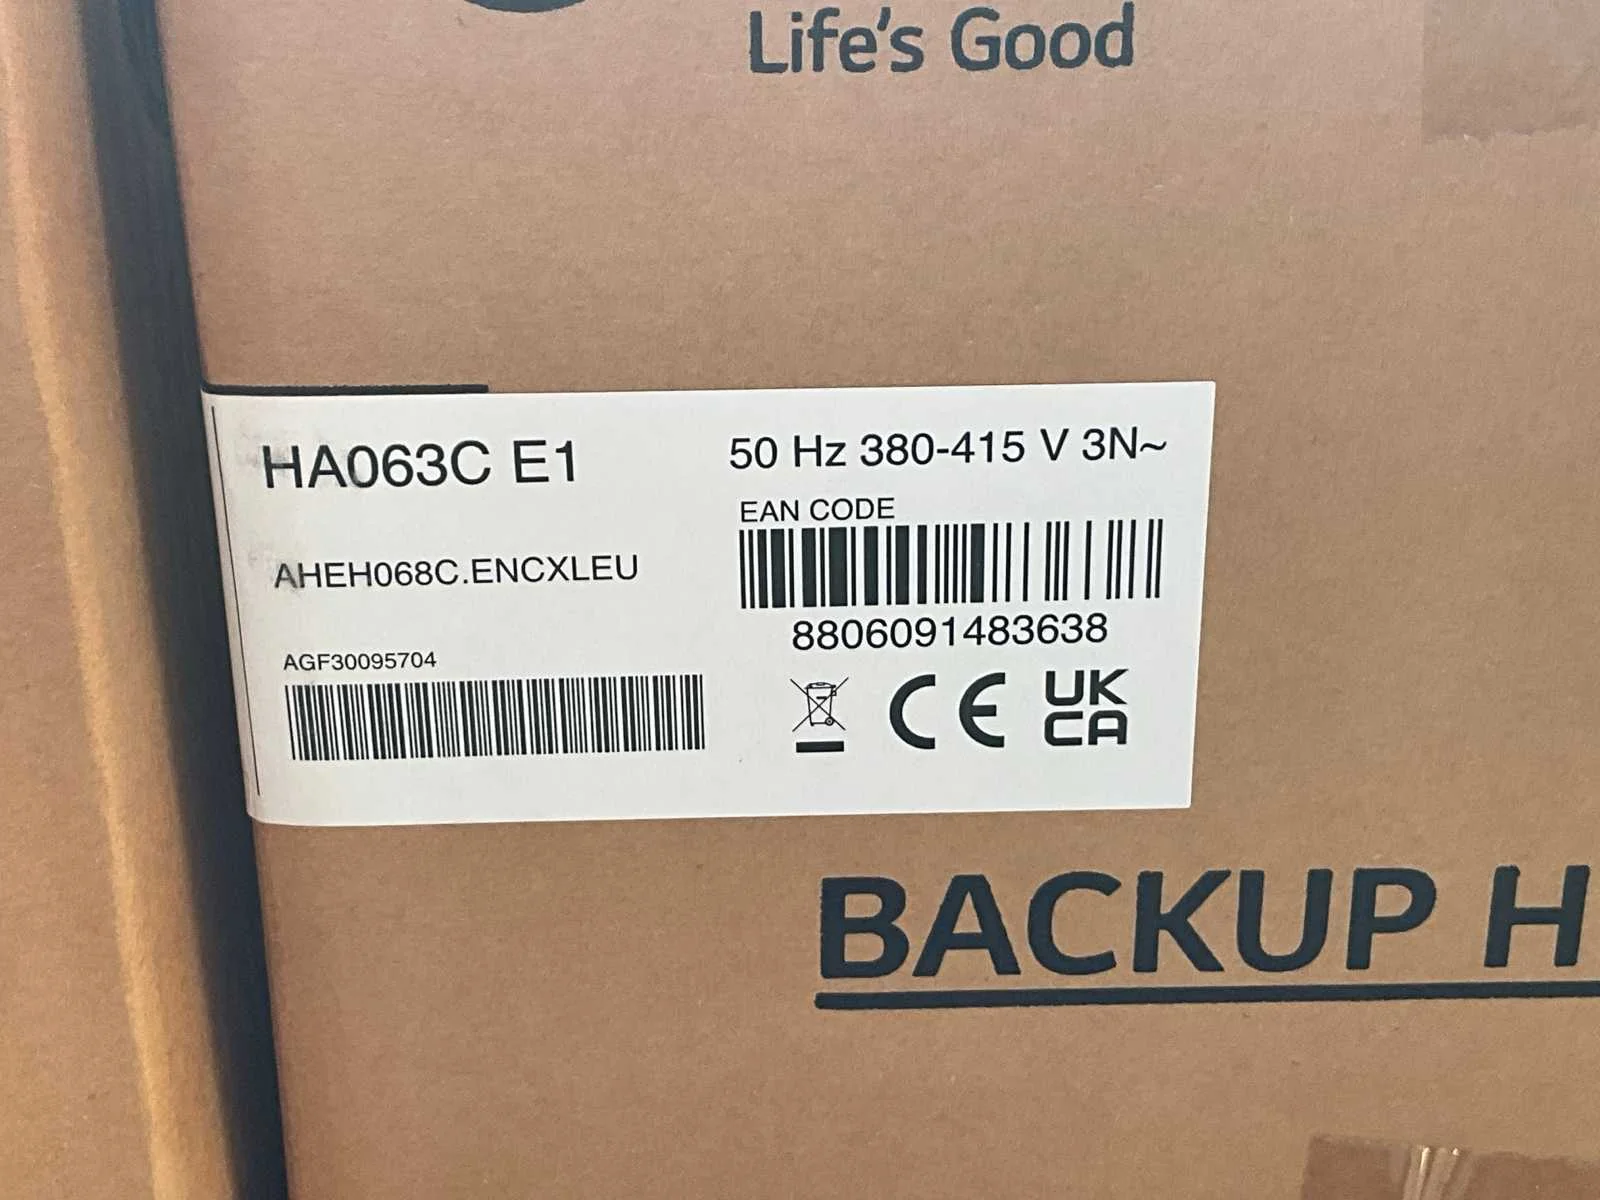 Life's Good
HA063C E1
50 Hz 380-415 V 3N~
EAN CODE
AHEH068C.ENCXLEU
8806091483638
AGF30095704
CE
UK
CA
BACKUP H